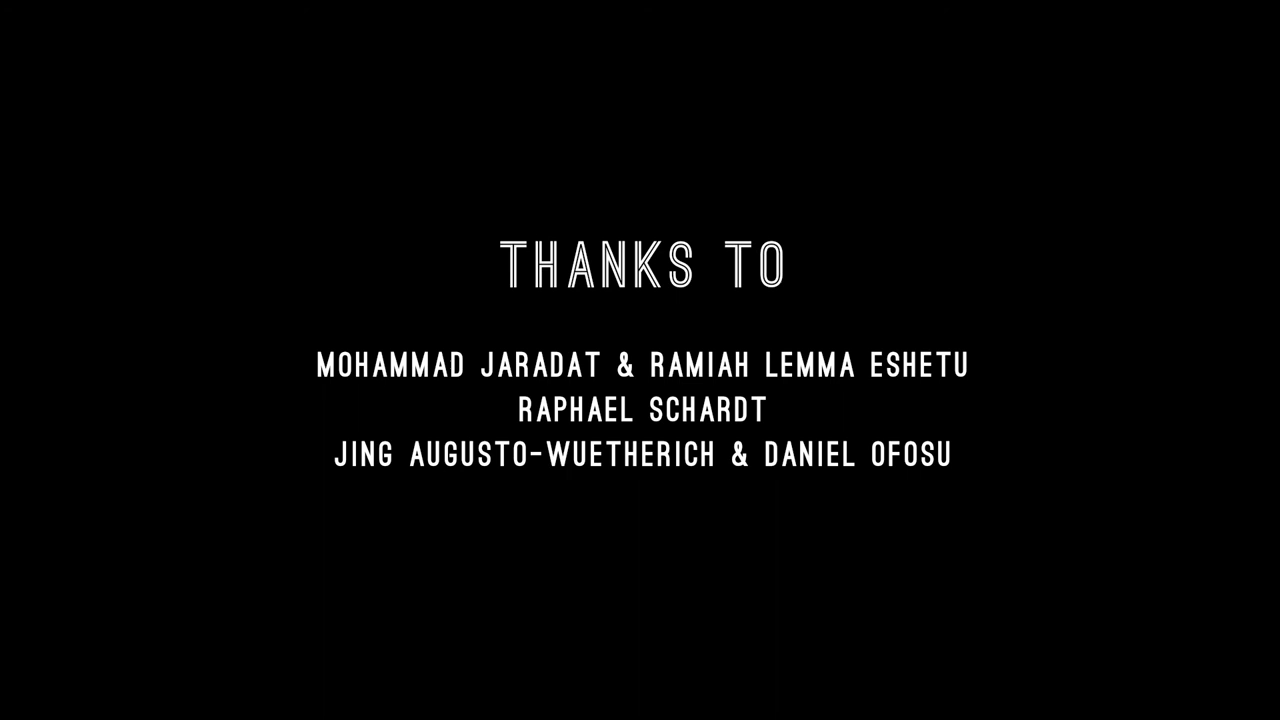 THANKS TO
MOHAMMAD JARADAT & RAMIAH LEMMA ESHETU
RAPHAEL SCHARDT
JING AUGUSTO-WUETHERICH & DANIEL OFOSU